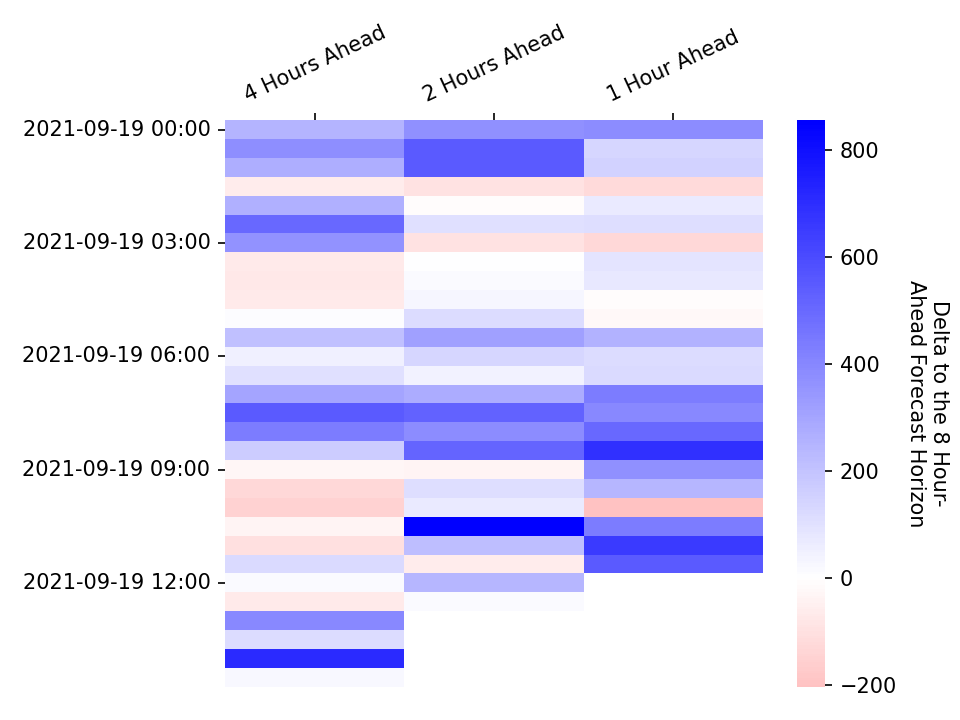 4 Hours Ahead
2 Hours Ahead
1 Hour Ahead
2021-09-19 00:00
2021-09-19 03:00
2021-09-19 06:00
2021-09-19 09:00
2021-09-19 12:00
800
600
400
200
0
−200
Delta to the 8 Hour-
Ahead Forecast Horizon